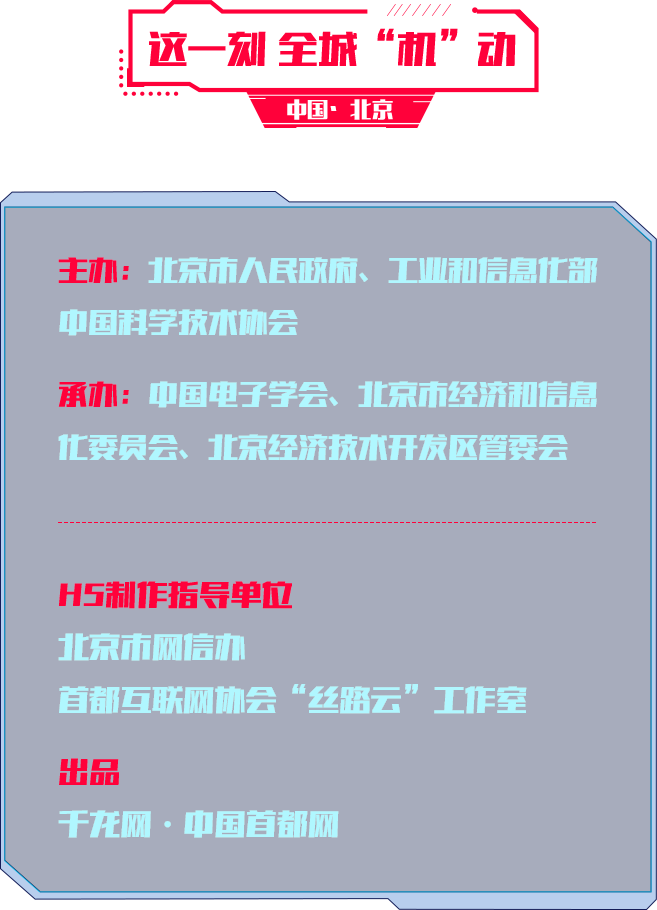 这一刻 全城“机”动
中国·北京
主办：北京市人民政府、工业和信息化部
中国科学技术协会
承办：中国电子学会、北京市经济和信息
化委员会、北京经济技术开发区管委会
H5制作指导单位
北京市网信办
首都互联网协会“丝路云”工作室
出品
千龙网·中国首都网